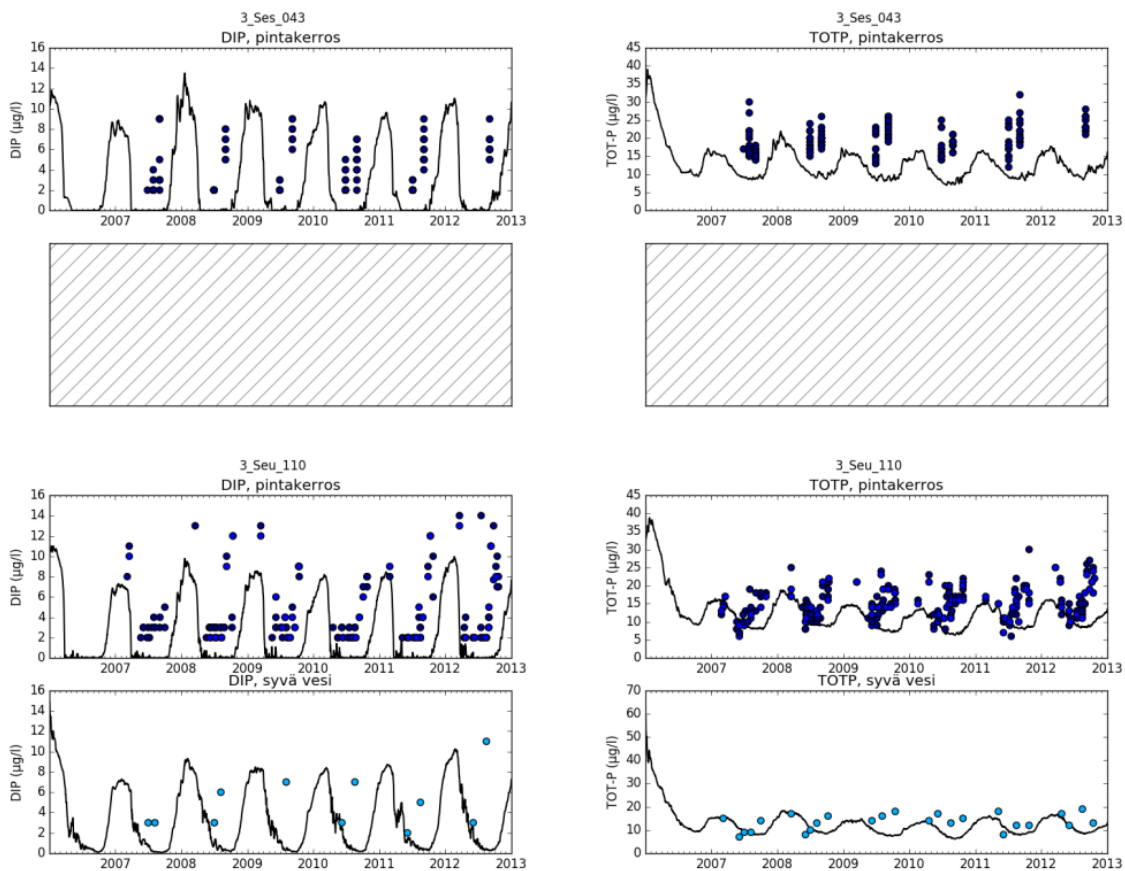 3_Ses_043
DIP, pintakerros
16
14
12
10
8
6
4
2
0
DIP (µg/l)
2007 2008 2009 2010 2011 2012 2013
3_Ses_043
TOTP, pintakerros
45
40
35
30
25
20
15
10
5
0
TOT-P (µg/l)
2007 2008 2009 2010 2011 2012 2013
3_Seu_110
DIP, pintakerros
16
14
12
10
8
6
4
2
0
DIP (µg/l)
2007 2008 2009 2010 2011 2012 2013
3_Seu_110
TOTP, pintakerros
45
40
35
30
25
20
15
10
5
0
TOT-P (µg/l)
2007 2008 2009 2010 2011 2012 2013
DIP, syvä vesi
16
14
12
10
8
6
4
2
0
DIP (µg/l)
2007 2008 2009 2010 2011 2012 2013
TOTP, syvä vesi
70
60
50
40
30
20
10
0
TOT-P (µg/l)
2007 2008 2009 2010 2011 2012 2013